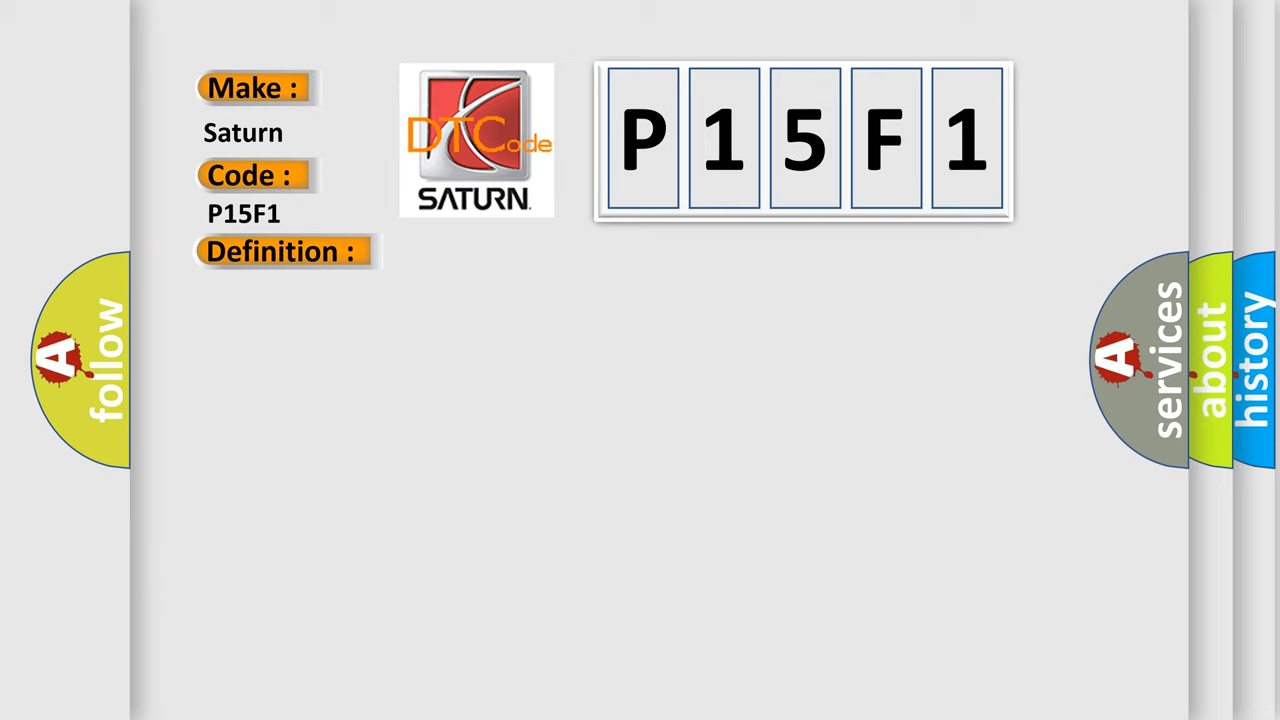 Make :
Saturn
Code :
P15F1
Definition :
DTCode
SATURN
P 1 5 F 1
A follow
A services
about
history